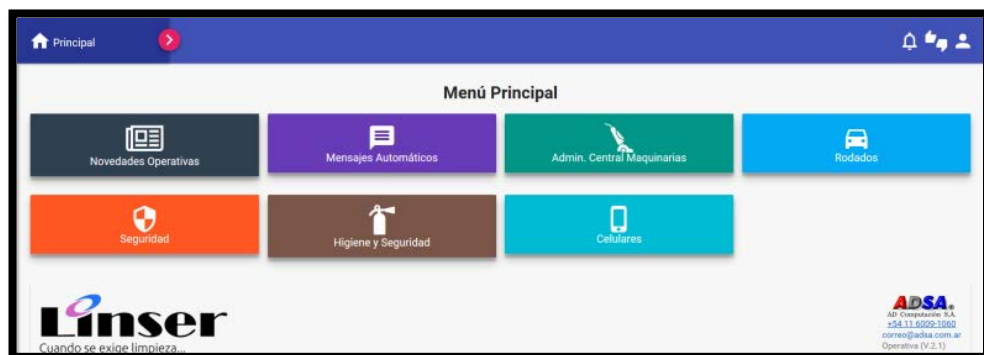 Principal
Menú Principal
Novedades Operativas
Mensajes Automáticos
Admin. Central Maquinarias
Rodados
Seguridad
Higiene y Seguridad
Celulares
Linser
Cuando se exige limpieza...
ADSA.
AD Computación S.A.
+54 11 6009-1060
correo@adsa.com.ar
Operativa (V.2.1)